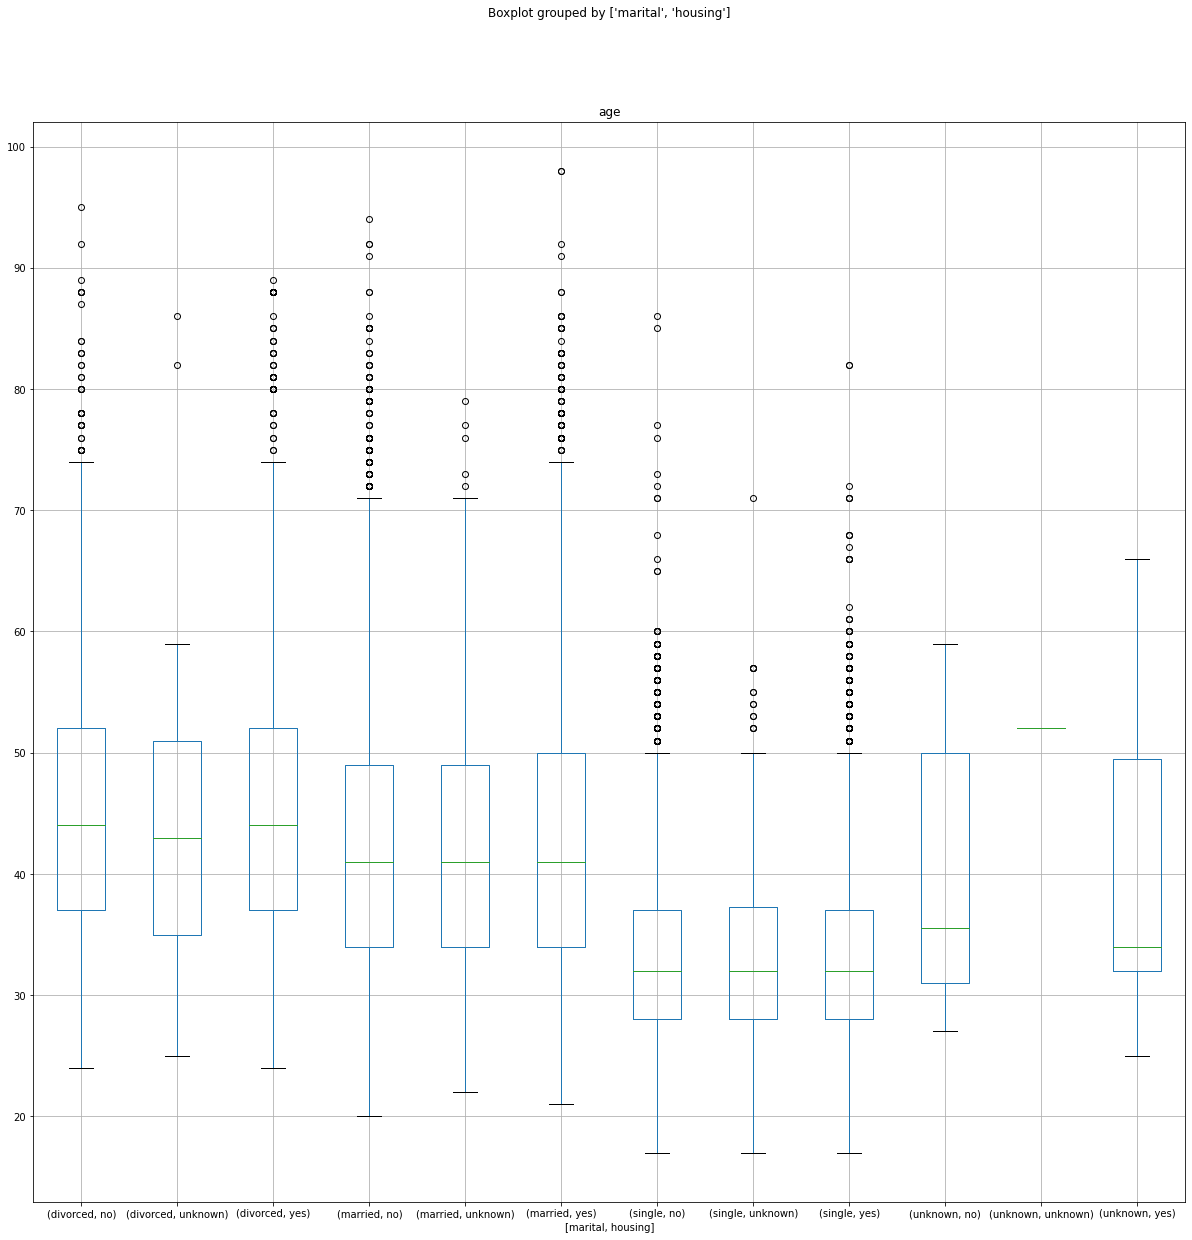 Boxplot grouped by ['marital', 'housing']
age
100
90
80
70
60
50
40
30
20
(divorced, no) (divorced, unknown) (divorced, yes) (married, no) (married, unknown) (married, yes) (single, no) (single, unknown) (single, yes) (unknown, no) (unknown, unknown) (unknown, yes)
[marital, housing]